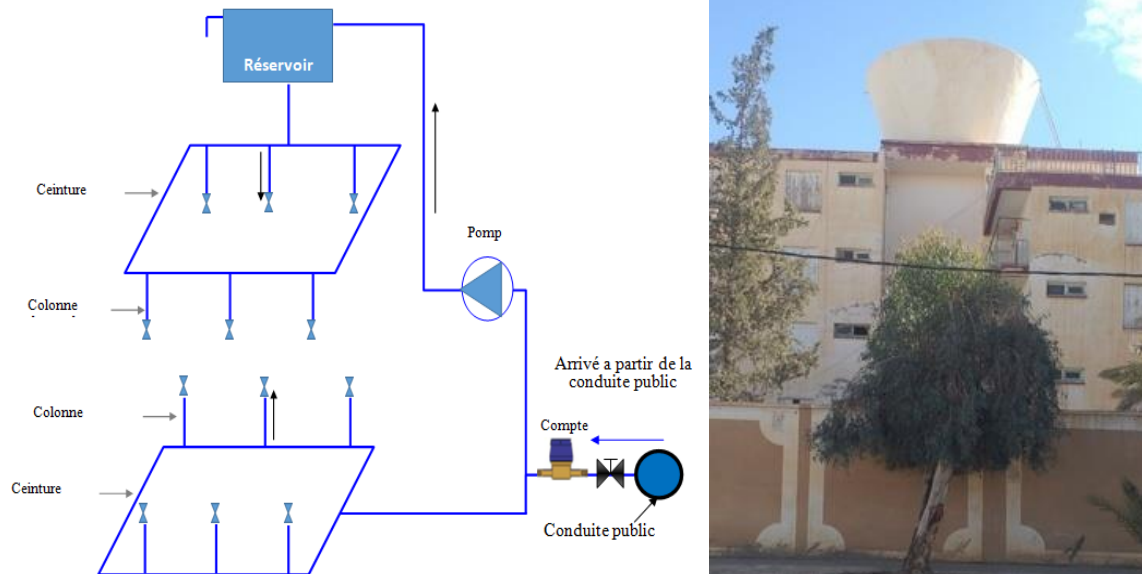 Réservoir
Ceinture
Pomp
Colonne
Arrivé a partir de la
conduite public
Colonne
Compte
Ceinture
Conduite public